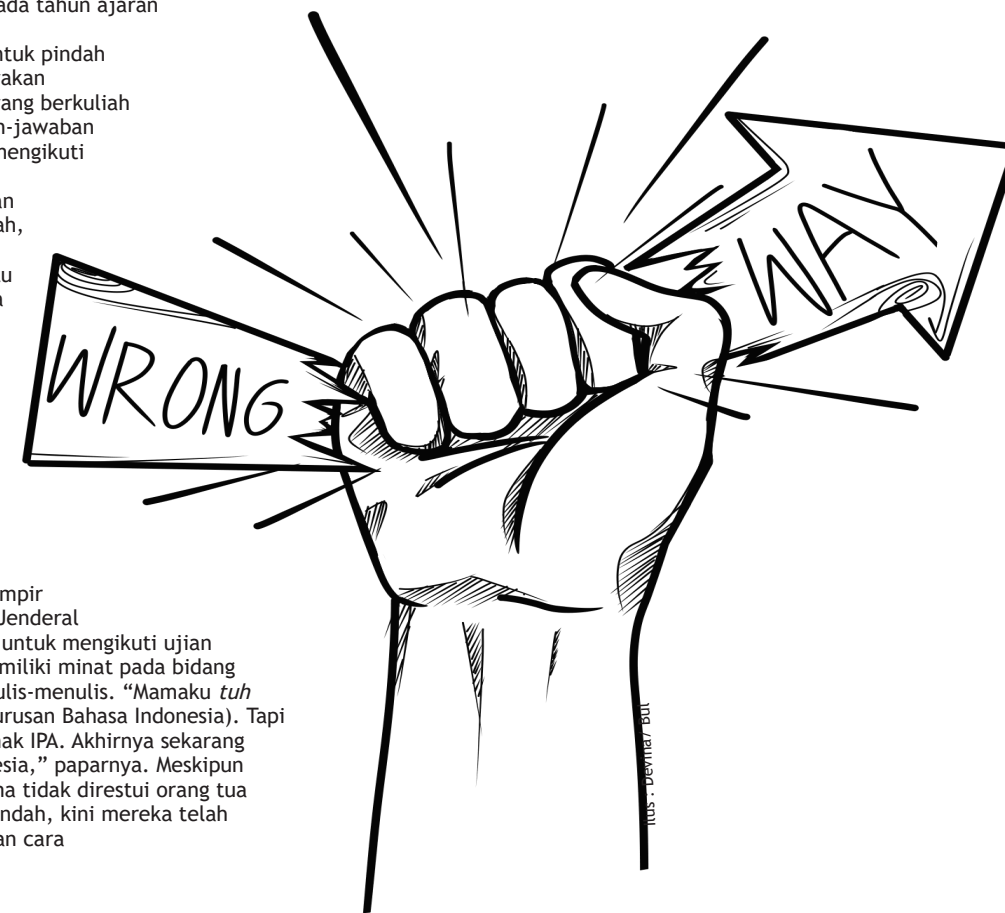 ada tahun ajaran
ntuk pindah
rakan
ang berkuliah
n-jawaban
mengikuti
an
ah,
u
a
WRONG
WAY
mpir
Jenderal
untuk mengikuti ujian
miliki minat pada bidang
ulis-menulis. “Mamaku tuh
urusan Bahasa Indonesia). Tapi
nak IPA. Akhirnya sekarang
esia,” paparnya. Meskipun
na tidak direstui orang tua
ndah, kini mereka telah
an cara
Ilus : Devina/ Bul